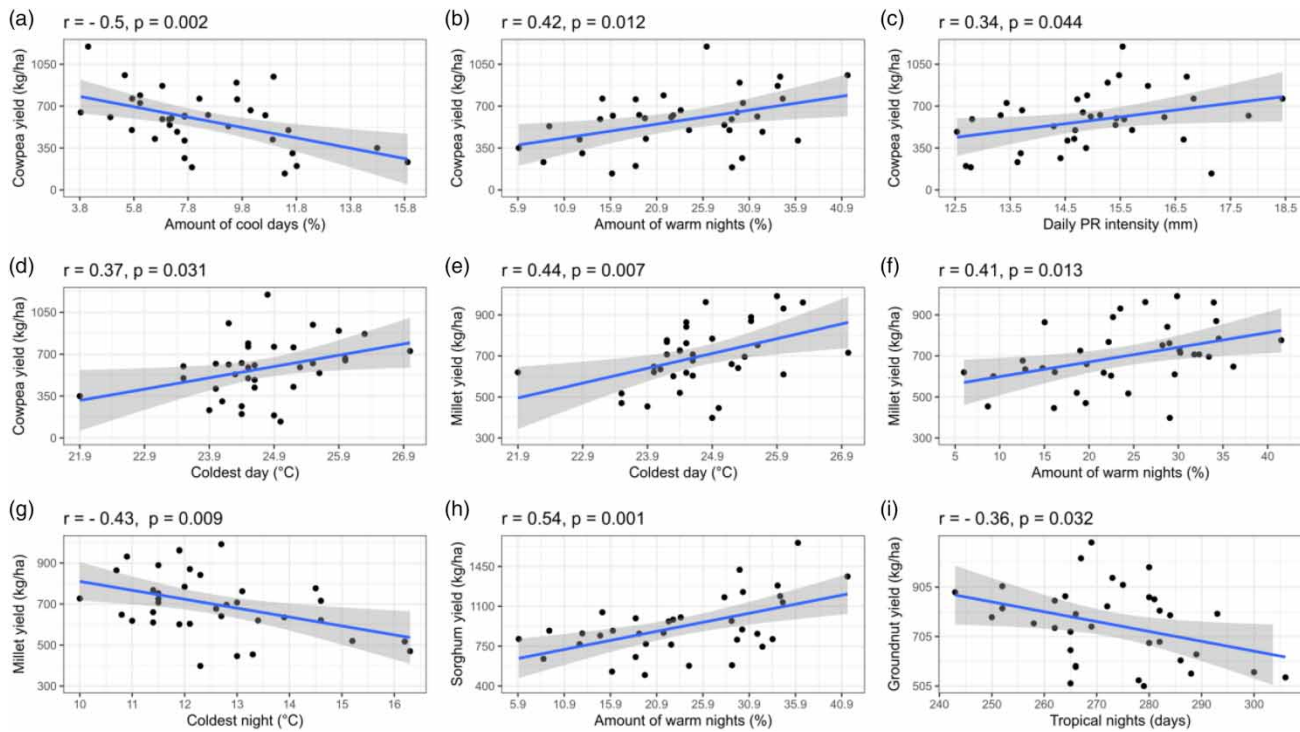 (a) r = - 0.5, p = 0.002
Cowpea yield (kg/ha)
1050
700
350
0
3.8 5.8 7.8 9.8 11.8 13.8 15.8
Amount of cool days (%)
(b) r = 0.42, p = 0.012
Cowpea yield (kg/ha)
1050
700
350
0
5.9 10.9 15.9 20.9 25.9 30.9 35.9 40.9
Amount of warm nights (%)
(c) r = 0.34, p = 0.044
Cowpea yield (kg/ha)
1050
700
350
0
12.5 13.5 14.5 15.5 16.5 17.5 18.5
Daily PR intensity (mm)
(d) r = 0.37, p = 0.031
Cowpea yield (kg/ha)
1050
700
350
0
21.9 22.9 23.9 24.9 25.9 26.9
Coldest day (°C)
(e) r = 0.44, p = 0.007
Millet yield (kg/ha)
900
700
500
300
21.9 22.9 23.9 24.9 25.9 26.9
Coldest day (°C)
(f) r = 0.41, p = 0.013
Millet yield (kg/ha)
900
700
500
300
5 10 15 20 25 30 35 40
Amount of warm nights (%)
(g) r = - 0.43, p = 0.009
Millet yield (kg/ha)
900
700
500
300
10 11 12 13 14 15 16
Coldest night (°C)
(h) r = 0.54, p = 0.001
Sorghum yield (kg/ha)
1450
1100
750
400
5.9 10.9 15.9 20.9 25.9 30.9 35.9 40.9
Amount of warm nights (%)
(i) r = - 0.36, p = 0.032
Groundnut yield (kg/ha)
905
705
505
240 250 260 270 280 290 300
Tropical nights (days)